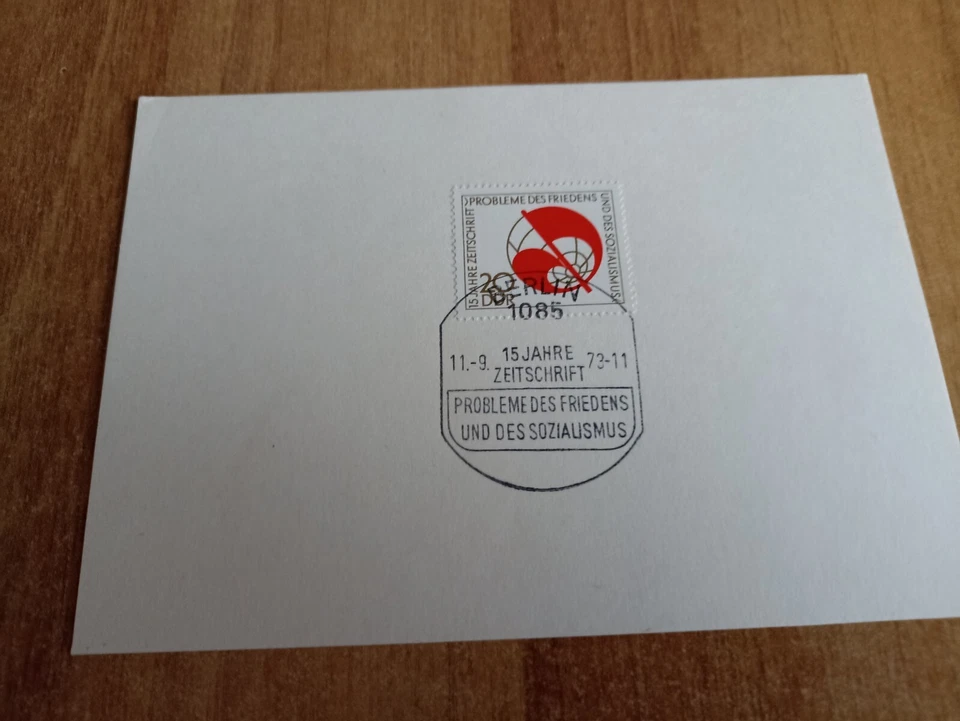 15 JAHRE ZEITSCHRIFT
PROBLEME DES FRIEDENS
UND DES SOZIALISMUS
20
DDR
BERLIN
1085
11.-9. 15 JAHRE 73-11
ZEITSCHRIFT
PROBLEME DES FRIEDENS
UND DES SOZIALISMUS